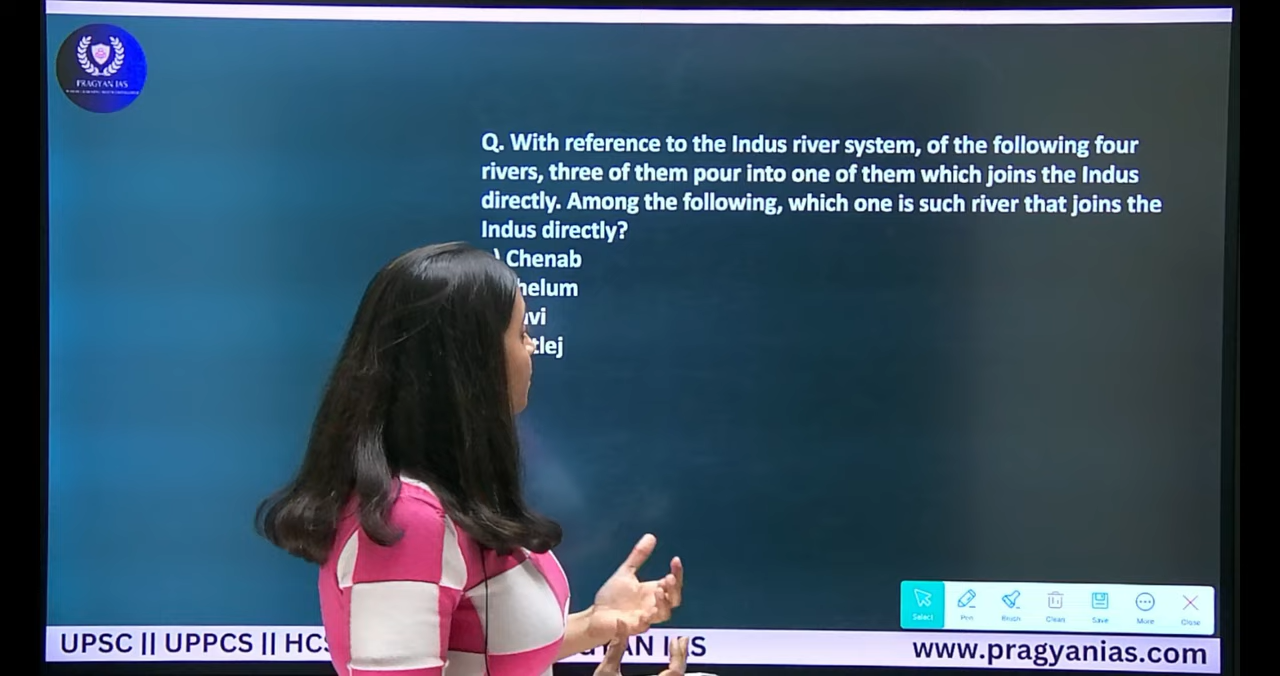 PRAGYAN IAS
Q. With reference to the Indus river system, of the following four
rivers, three of them pour into one of them which joins the Indus
directly. Among the following, which one is such river that joins the
Indus directly?
) Chenab
helum
vi
tlej
Select
Pen
Brush
Clean
Save
More
Close
UPSC || UPPCS || HCS
www.pragyanias.com